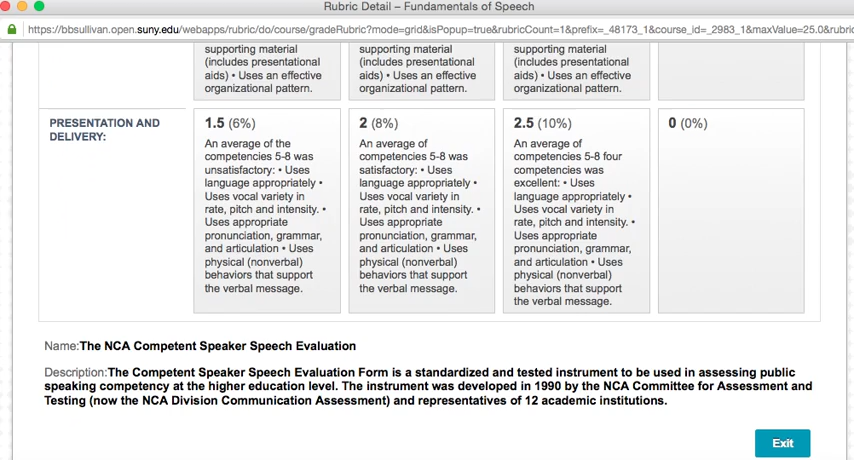 Rubric Detail – Fundamentals of Speech
https://bbsullivan.open.suny.edu/webapps/rubric/do/course/gradeRubric?mode=grid&isPopup=true&rubricCount=1&prefix=_48173_1&course_id=_2983_1&maxValue=25.0&rubric
supporting material
(includes presentational
aids) • Uses an effective
organizational pattern.
supporting material
(includes presentational
aids) • Uses an effective
organizational pattern.
supporting material
(includes presentational
aids) • Uses an effective
organizational pattern.
PRESENTATION AND
DELIVERY:
1.5 (6%)
An average of the
competencies 5-8 was
unsatisfactory: • Uses
language appropriately •
Uses vocal variety in
rate, pitch and intensity. •
Uses appropriate
pronunciation, grammar,
and articulation • Uses
physical (nonverbal)
behaviors that support
the verbal message.
2 (8%)
An average of
competencies 5-8 was
satisfactory: • Uses
language appropriately •
Uses vocal variety in
rate, pitch and intensity. •
Uses appropriate
pronunciation, grammar,
and articulation • Uses
physical (nonverbal)
behaviors that support
the verbal message.
2.5 (10%)
An average of
competencies 5-8 four
competencies was
excellent: • Uses
language appropriately •
Uses vocal variety in
rate, pitch and intensity. •
Uses appropriate
pronunciation, grammar,
and articulation • Uses
physical (nonverbal)
behaviors that support
the verbal message.
0 (0%)
Name:The NCA Competent Speaker Speech Evaluation
Description:The Competent Speaker Speech Evaluation Form is a standardized and tested instrument to be used in assessing public
speaking competency at the higher education level. The instrument was developed in 1990 by the NCA Committee for Assessment and
Testing (now the NCA Division Communication Assessment) and representatives of 12 academic institutions.
Exit